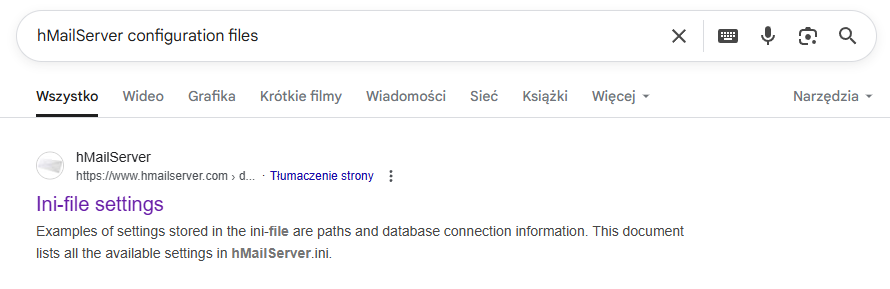 hMailServer configuration files
Wszystko Wideo Grafika Krótkie filmy Wiadomości Sieć Książki Więcej Narzędzia
hMailServer
https://www.hmailserver.com › d... · Tłumaczenie strony
Ini-file settings
Examples of settings stored in the ini-file are paths and database connection information. This document
lists all the available settings in hMailServer.ini.